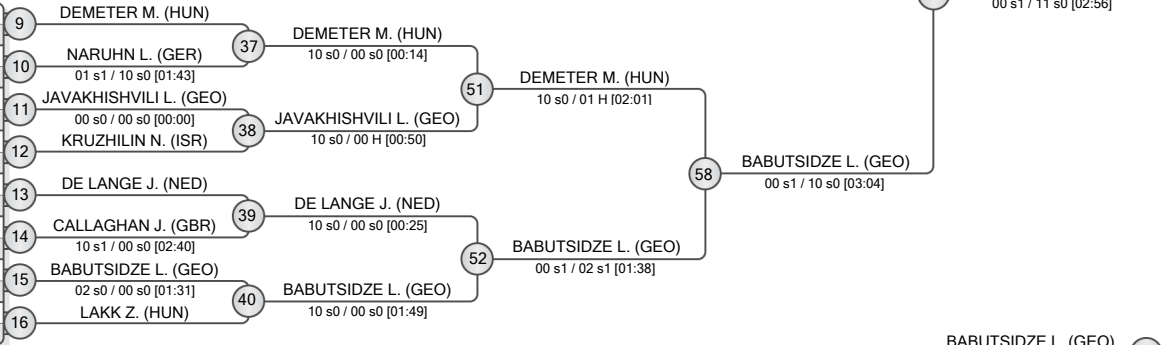 00 s1 / 11 s0 [02:56]
9
DEMETER M. (HUN)
37
DEMETER M. (HUN)
10 s0 / 00 s0 [00:14]
10
NARUHN L. (GER)
01 s1 / 10 s0 [01:43]
51
DEMETER M. (HUN)
10 s0 / 01 H [02:01]
11
JAVAKHISHVILI L. (GEO)
00 s0 / 00 s0 [00:00]
38
JAVAKHISHVILI L. (GEO)
10 s0 / 00 H [00:50]
12
KRUZHILIN N. (ISR)
58
BABUTSIDZE L. (GEO)
00 s1 / 10 s0 [03:04]
13
DE LANGE J. (NED)
39
DE LANGE J. (NED)
10 s0 / 00 s0 [00:25]
14
CALLAGHAN J. (GBR)
10 s1 / 00 s0 [02:40]
52
BABUTSIDZE L. (GEO)
00 s1 / 02 s1 [01:38]
15
BABUTSIDZE L. (GEO)
02 s0 / 00 s0 [01:31]
40
BABUTSIDZE L. (GEO)
10 s0 / 00 s0 [01:49]
16
LAKK Z. (HUN)
BABUTSIDZE L. (GEO)